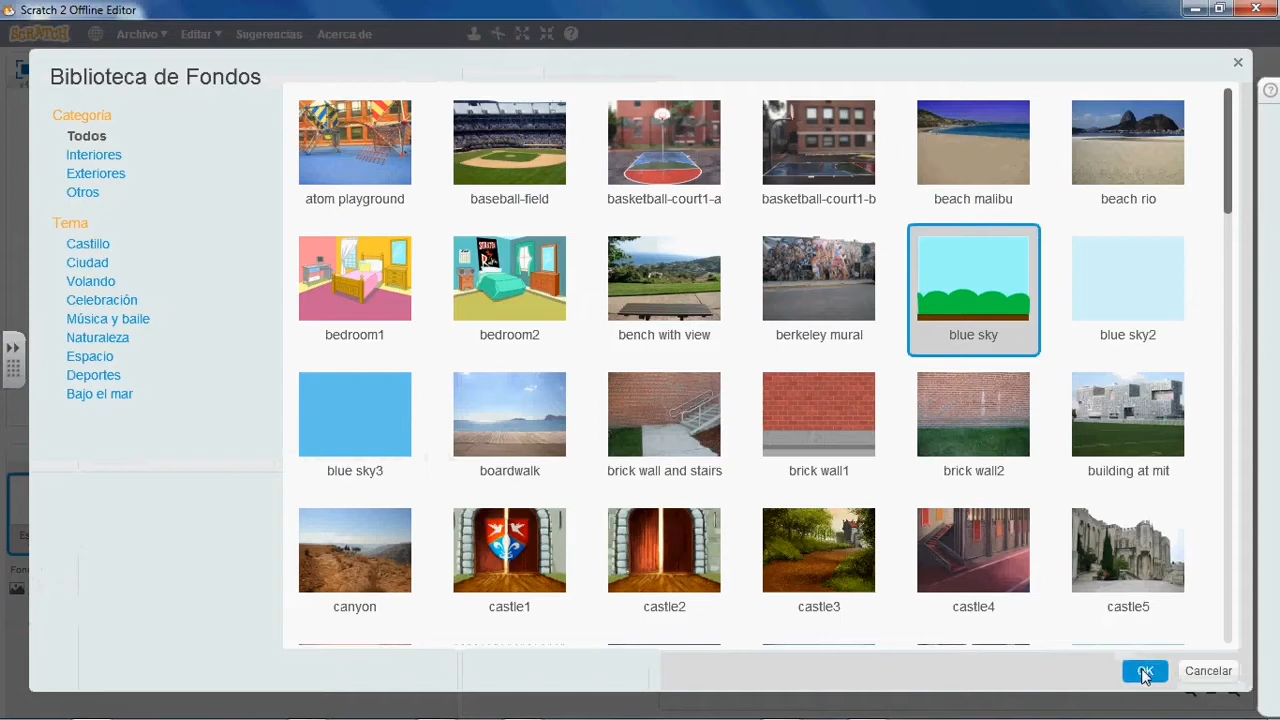 Scratch 2 Offline Editor
SCRATCH Archivo Editar Sugerencias Acerca de
Biblioteca de Fondos
Categoría
Todos
Interiores
Exteriores
Otros
Tema
Castillo
Ciudad
Volando
Celebración
Música y baile
Naturaleza
Espacio
Deportes
Bajo el mar
atom playground baseball-field basketball-court1-a basketball-court1-b beach malibu beach rio
bedroom1 bedroom2 bench with view berkeley mural blue sky blue sky2
blue sky3 boardwalk brick wall and stairs brick wall1 brick wall2 building at mit
canyon castle1 castle2 castle3 castle4 castle5
OK Cancelar